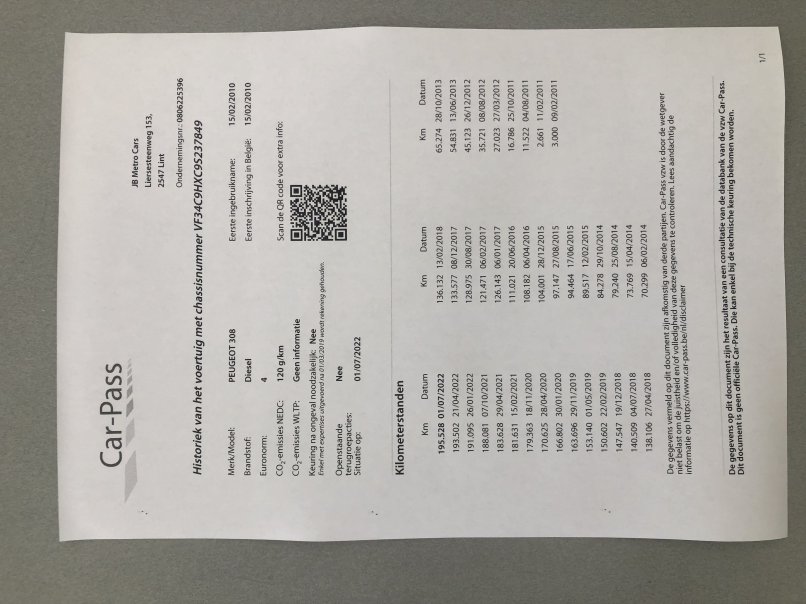 Car-Pass
JB Metro Cars
Liersesteenweg 153,
2547 Lint
Ondernemingsnr.: 0806225396
Historiek van het voertuig met chassisnummer VF34C9HXC9S237849
Merk/Model: PEUGEOT 308
Brandstof: Diesel
Euronorm: 4
CO2-emissies NEDC: 120 g/km
CO2-emissies WLTP: Geen informatie
Keuring na ongeval noodzakelijk: Nee
Enkel met expertises uitgevoerd na 01/03/2019 wordt rekening gehouden.
Openstaande
terugroepacties: Nee
Situatie op: 01/07/2022
Eerste ingebruikname: 15/02/2010
Eerste inschrijving in België: 15/02/2010
Scan de QR code voor extra info:
Kilometerstanden
Km Datum
195.528 01/07/2022
193.502 21/04/2022
191.095 26/01/2022
188.081 07/10/2021
183.628 29/04/2021
181.631 15/02/2021
179.363 18/11/2020
170.625 28/04/2020
166.802 30/01/2020
163.696 29/11/2019
153.140 01/05/2019
150.602 22/02/2019
147.547 19/12/2018
140.509 04/07/2018
138.106 27/04/2018
Km Datum
136.132 13/02/2018
133.577 08/12/2017
128.975 30/08/2017
121.471 06/02/2017
126.143 06/01/2017
111.021 20/06/2016
108.182 06/04/2016
104.001 28/12/2015
97.147 27/08/2015
94.464 17/06/2015
89.517 12/02/2015
84.278 29/10/2014
79.240 25/08/2014
73.769 15/04/2014
70.299 06/02/2014
Km Datum
65.274 28/10/2013
54.831 13/06/2013
45.123 26/12/2012
35.721 08/08/2012
27.023 27/03/2012
16.786 25/10/2011
11.522 04/08/2011
2.661 11/02/2011
3.000 09/02/2011
De gegevens vermeld op dit document zijn afkomstig van derde partijen. Car-Pass vzw is door de wetgever
niet belast om de juistheid en/of volledigheid van deze gegevens te controleren. Lees aandachtig de
informatie op https://www.car-pass.be/nl/disclaimer
De gegevens op dit document zijn het resultaat van een consultatie van de databank van de vzw Car-Pass.
Dit document is geen officiële Car-Pass. Die kan enkel bij de technische keuring bekomen worden.
1/1